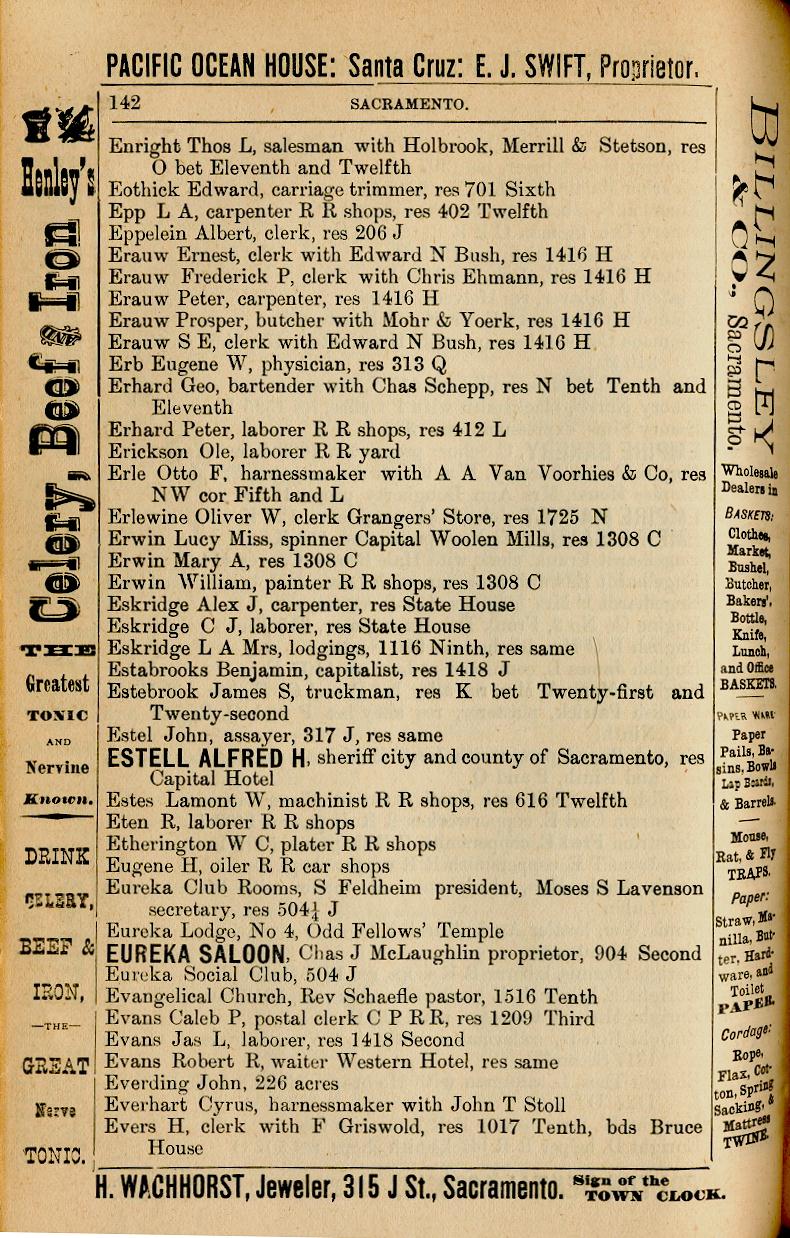 PACIFIC OCEAN HOUSE: Santa Cruz: E. J. SWIFT, Proprietor.
142 SACRAMENTO.
Enright Thos L, salesman with Holbrook, Merrill & Stetson, res
O bet Eleventh and Twelfth
Eothick Edward, carriage trimmer, res 701 Sixth
Epp L A, carpenter R R shops, res 402 Twelfth
Eppelein Albert, clerk, res 206 J
Erauw Ernest, clerk with Edward N Bush, res 1416 H
Erauw Frederick P, clerk with Chris Ehmann, res 1416 H
Erauw Peter, carpenter, res 1416 H
Erauw Prosper, butcher with Mohr & Yoerk, res 1416 H
Erauw S E, clerk with Edward N Bush, res 1416 H
Erb Eugene W, physician, res 313 Q
Erhard Geo, bartender with Chas Schepp, res N bet Tenth and
Eleventh
Erhard Peter, laborer R R shops, res 412 L
Erickson Ole, laborer R R yard
Erle Otto F, harnessmaker with A A Van Voorhies & Co, res
NW cor Fifth and L
Erlewine Oliver W, clerk Grangers' Store, res 1725 N
Erwin Lucy Miss, spinner Capital Woolen Mills, res 1308 C
Erwin Mary A, res 1308 C
Erwin William, painter R R shops, res 1308 C
Eskridge Alex J, carpenter, res State House
Eskridge C J, laborer, res State House
Eskridge L A Mrs, lodgings, 1116 Ninth, res same
Estabrooks Benjamin, capitalist, res 1418 J
Estebrook James S, truckman, res K bet Twenty-first and
Twenty-second
Estel John, assayer, 317 J, res same
ESTELL ALFRED H, sheriff city and county of Sacramento, res
Capital Hotel
Estes Lamont W, machinist R R shops, res 616 Twelfth
Eten R, laborer R R shops
Etherington W C, plater R R shops
Eugene H, oiler R R car shops
Eureka Club Rooms, S Feldheim president, Moses S Lavenson
secretary, res 504½ J
Eureka Lodge, No 4, Odd Fellows' Temple
EUREKA SALOON, Chas J McLaughlin proprietor, 904 Second
Eureka Social Club, 504 J
Evangelical Church, Rev Schaefle pastor, 1516 Tenth
Evans Caleb P, postal clerk C P R R, res 1209 Third
Evans Jas L, laborer, res 1418 Second
Evans Robert R, waiter Western Hotel, res same
Everding John, 226 acres
Everhart Cyrus, harnessmaker with John T Stoll
Evers H, clerk with F Griswold, res 1017 Tenth, bds Bruce
House
H. WACHHORST, Jeweler, 315 J St., Sacramento. Sign of the TOWN CLOCK.
Henley's
Celery, Beef and Iron
THE
Greatest
TONIC
AND
Nervine
Known.
DRINK
CELERY,
BEEF &
IRON,
—THE—
GREAT
Nerve
TONIC.
BILLINGSLEY
& CO., Sacramento.
Wholesale
Dealers in
BASKETS:
Clothes,
Market,
Bushel,
Butcher,
Bakers',
Bottle,
Knife,
Lunch,
and Office
BASKETS.
PAPER WARE
Paper
Pails, Ba-
sins, Bowls
Lap Boards,
& Barrels.
Mouse,
Rat, & Fly
TRAPS.
Paper:
Straw, Ma-
nilla, But-
ter, Hard-
ware, and
Toilet
PAPER.
Cordage:
Rope,
Flax, Cot-
ton, Spring
Sacking, &
Mattress
TWINE.